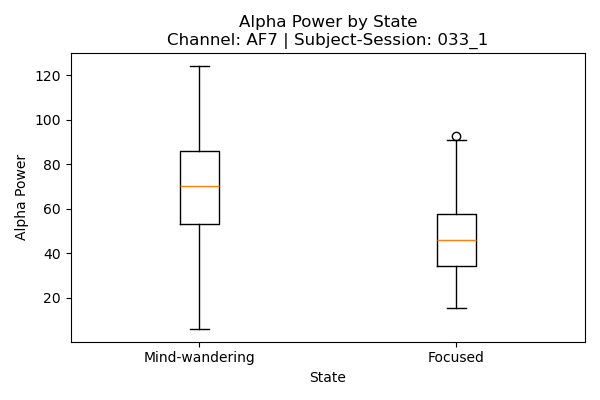 Alpha Power by State
Channel: AF7 | Subject-Session: 033_1
Alpha Power
120
100
80
60
40
20
Mind-wandering
Focused
State